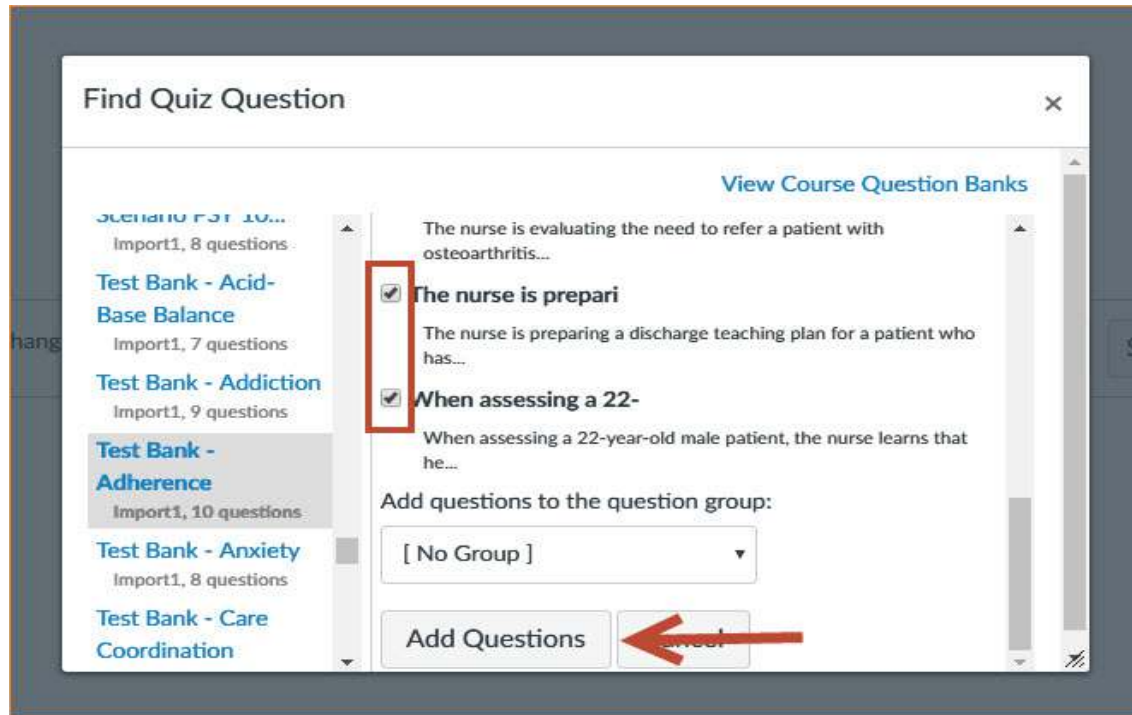 Find Quiz Question
×
View Course Question Banks
Import1, 8 questions
Test Bank - Acid-
Base Balance
Import1, 7 questions
Test Bank - Addiction
Import1, 9 questions
Test Bank -
Adherence
Import1, 10 questions
Test Bank - Anxiety
Import1, 8 questions
Test Bank - Care
Coordination
The nurse is evaluating the need to refer a patient with
osteoarthritis...
The nurse is prepari
The nurse is preparing a discharge teaching plan for a patient who
has...
When assessing a 22-
When assessing a 22-year-old male patient, the nurse learns that
he...
Add questions to the question group:
[ No Group ]
Add Questions
Cancel
hang